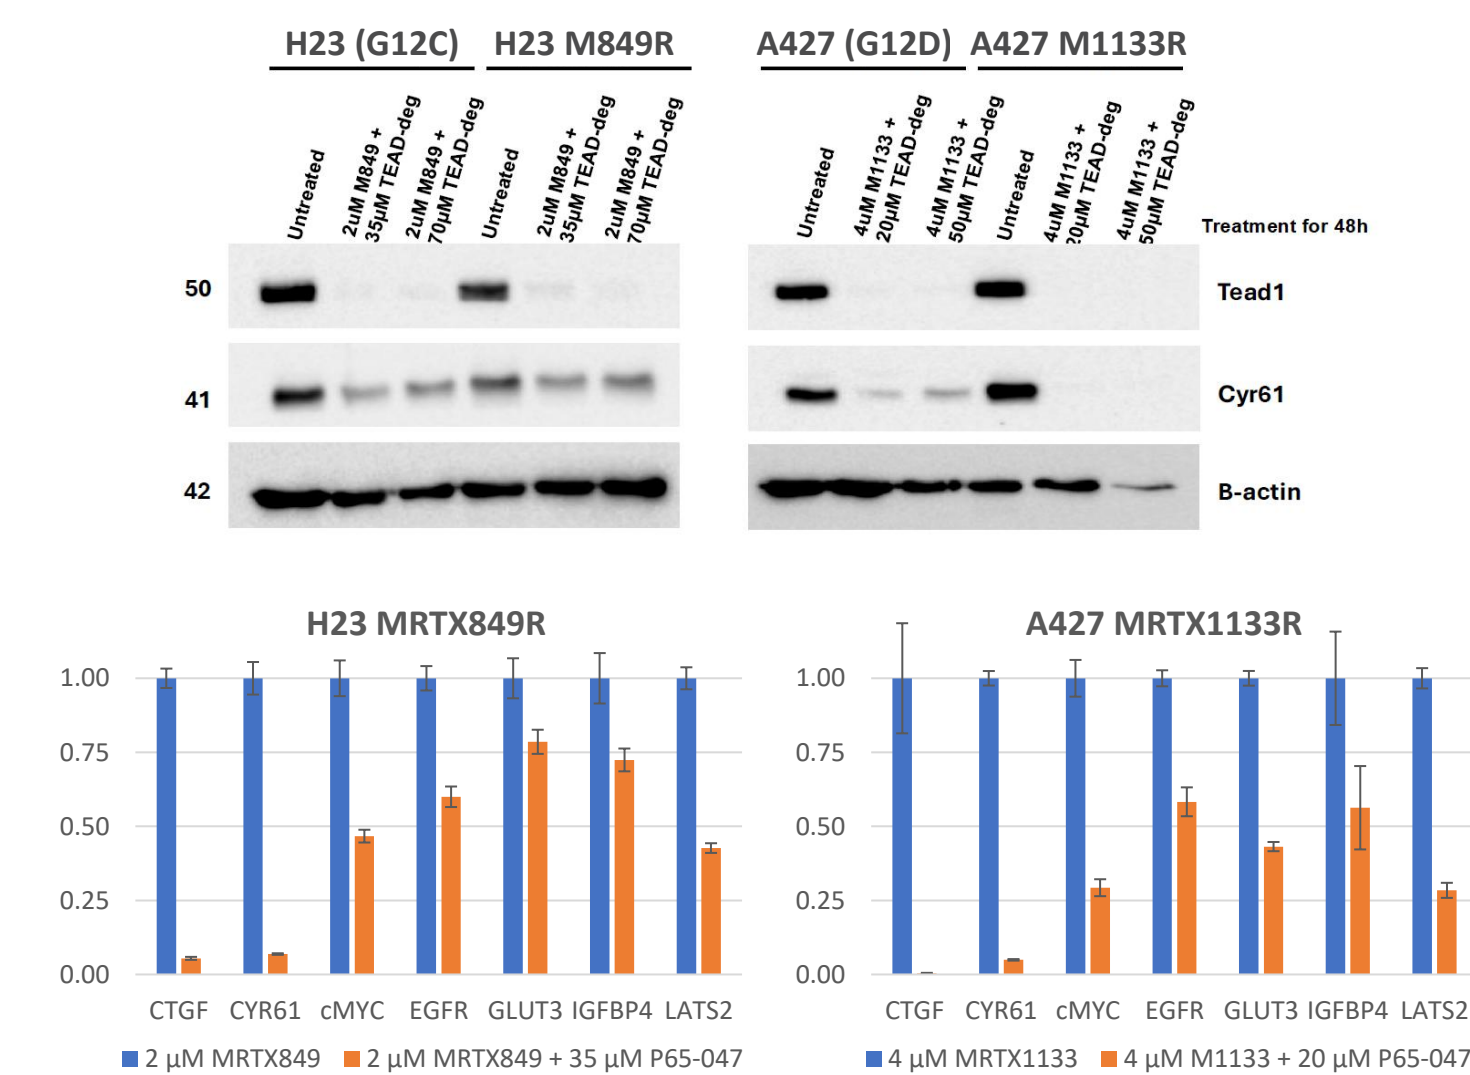 H23 (G12C) H23 M849R A427 (G12D) A427 M1133R
Untreated
2uM M849 +
35µM TEAD-deg
2uM M849 +
70µM TEAD-deg
Untreated
2uM M849 +
35µM TEAD-deg
2uM M849 +
70µM TEAD-deg
Untreated
4uM M1133 +
20µM TEAD-deg
4uM M1133 +
50µM TEAD-deg
Untreated
4uM M1133 +
20µM TEAD-deg
4uM M1133 +
50µM TEAD-deg
Treatment for 48h
50 Tead1
41 Cyr61
42 B-actin
H23 MRTX849R
1.00
0.75
0.50
0.25
0.00
CTGF CYR61 cMYC EGFR GLUT3 IGFBP4 LATS2
2 µM MRTX849 2 µM MRTX849 + 35 µM P65-047
A427 MRTX1133R
1.00
0.75
0.50
0.25
0.00
CTGF CYR61 cMYC EGFR GLUT3 IGFBP4 LATS2
4 µM MRTX1133 4 µM M1133 + 20 µM P65-047